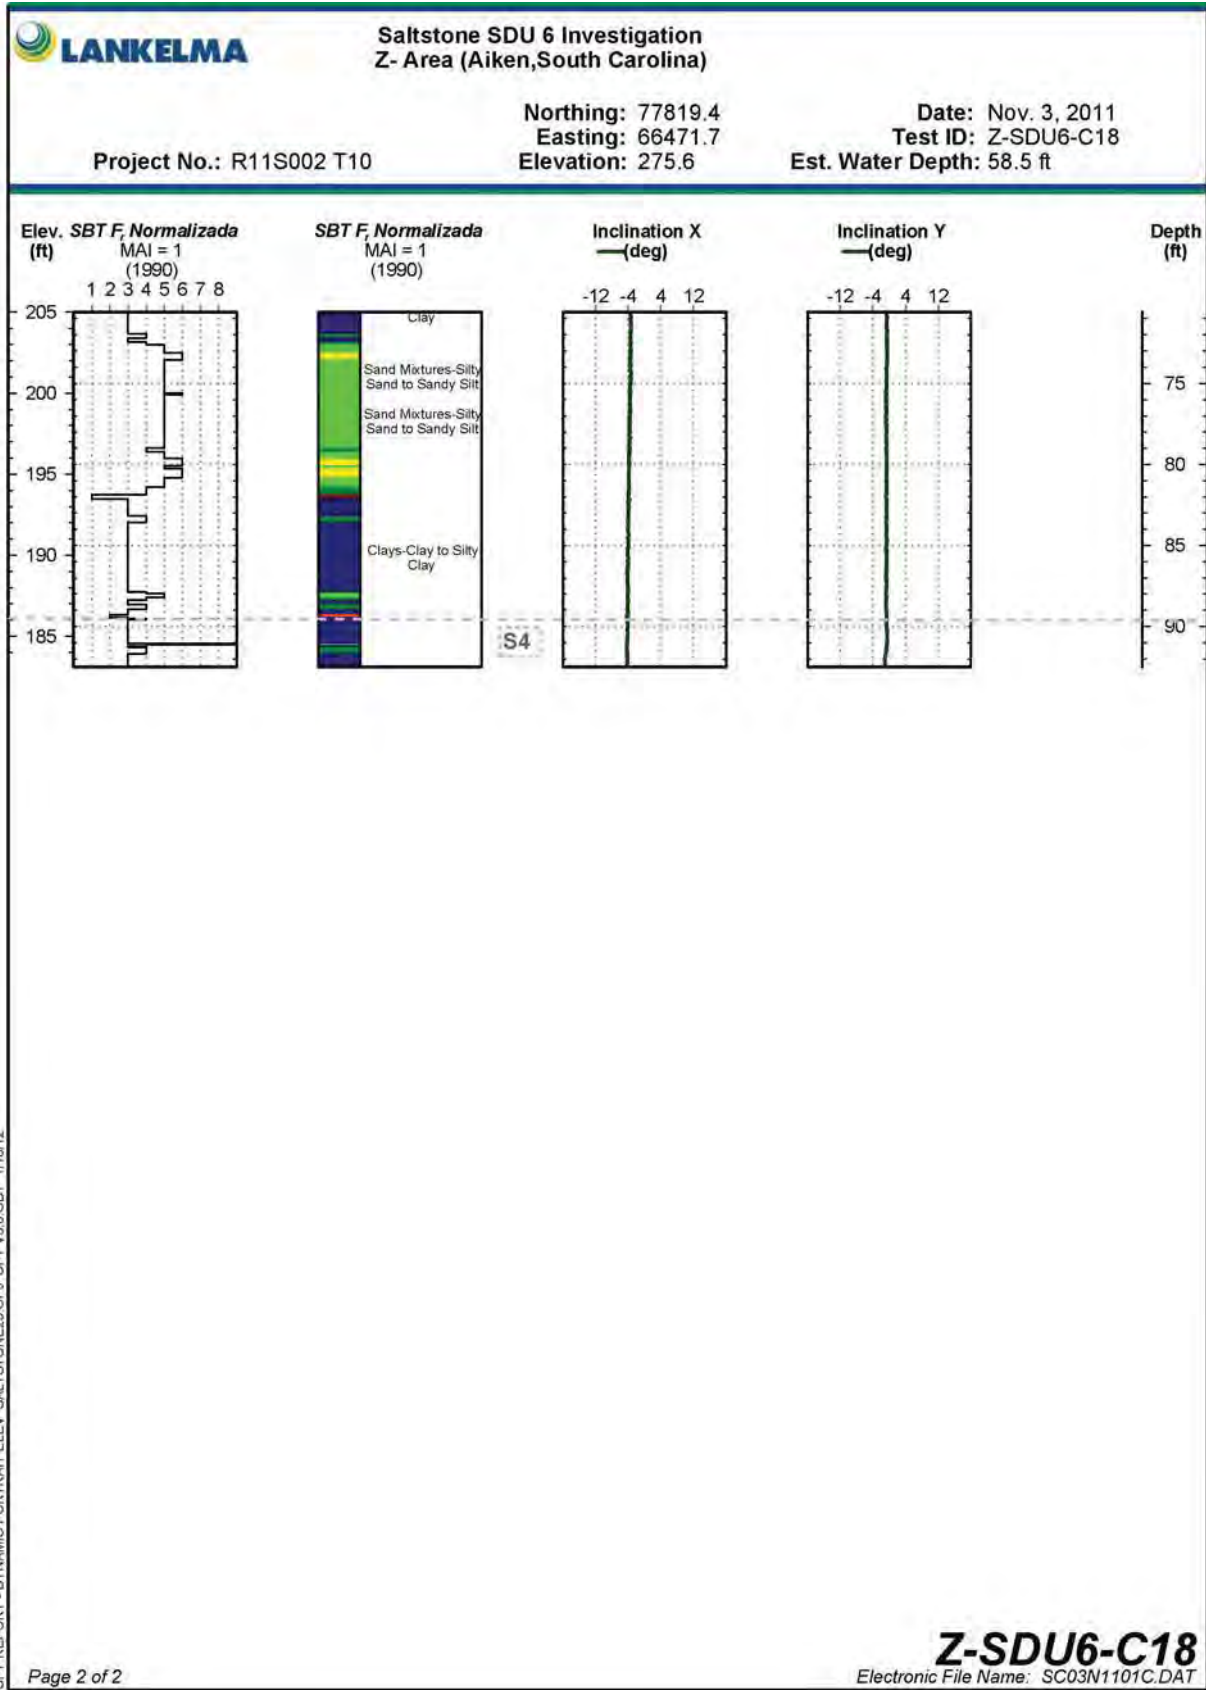 LANKELMA
Saltstone SDU 6 Investigation
Z- Area (Aiken,South Carolina)
Northing: 77819.4
Easting: 66471.7
Elevation: 275.6
Date: Nov. 3, 2011
Test ID: Z-SDU6-C18
Est. Water Depth: 58.5 ft
Project No.: R11S002 T10
Elev.
(ft)
SBT F, Normalizada
MAI = 1
(1990)
1 2 3 4 5 6 7 8
SBT F, Normalizada
MAI = 1
(1990)
Inclination X
(deg)
-12 -4 4 12
Inclination Y
(deg)
-12 -4 4 12
Depth
(ft)
205
200
195
190
185
Clay
Sand Mixtures-Silty
Sand to Sandy Silt
Sand Mixtures-Silty
Sand to Sandy Silt
Clays-Clay to Silty
Clay
S4
75
80
85
90
Z-SDU6-C18
Page 2 of 2
Electronic File Name: SC03N1101C.DAT